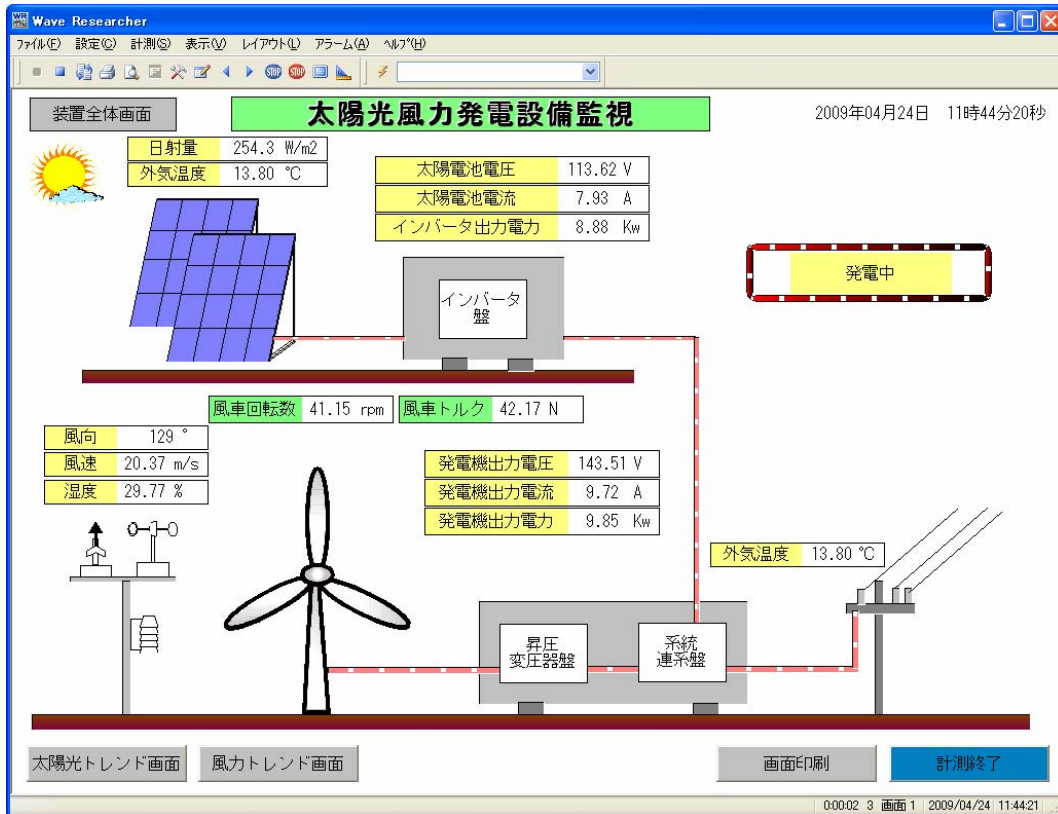 Wave Researcher
ファイル(F) 設定(C) 計測(S) 表示(V) レイアウト(L) アラーム(A) ヘルプ(H)
STOP STOP
装置全体画面
太陽光風力発電設備監視
2009年04月24日 11時44分20秒
日射量 254.3 W/m2
外気温度 13.80 ℃
太陽電池電圧 113.62 V
太陽電池電流 7.93 A
インバータ出力電力 8.88 Kw
発電中
インバータ
盤
風車回転数 41.15 rpm 風車トルク 42.17 N
風向 129 °
風速 20.37 m/s
湿度 29.77 %
発電機出力電圧 143.51 V
発電機出力電流 9.72 A
発電機出力電力 9.85 Kw
外気温度 13.80 ℃
昇圧
変圧器盤
系統
連系盤
太陽光トレンド画面 風力トレンド画面 画面印刷 計測終了
0:00:02 3 画面 1 2009/04/24 11:44:21